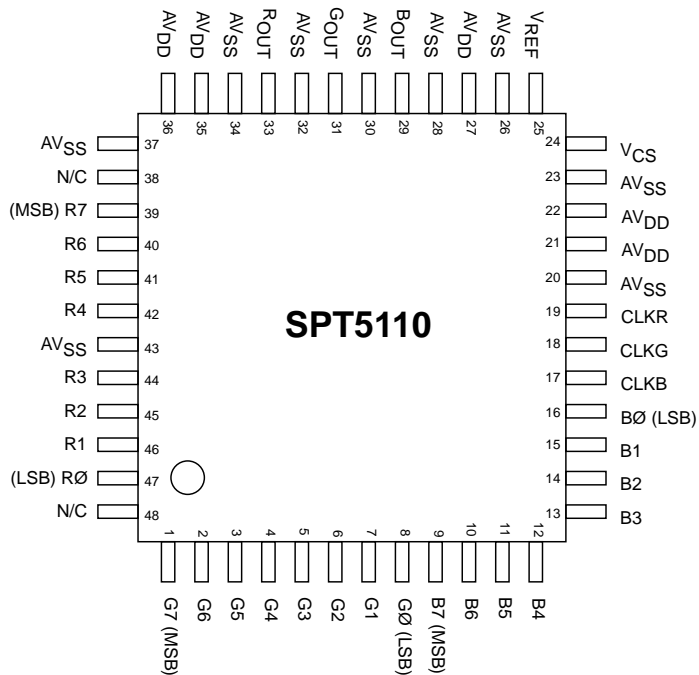 AVDD AVDD AVSS ROUT AVSS GOUT AVSS BOUT AVSS AVDD AVSS VREF
36 35 34 33 32 31 30 29 28 27 26 25
AVSS 37
N/C 38
(MSB) R7 39
R6 40
R5 41
R4 42
AVSS 43
R3 44
R2 45
R1 46
(LSB) RØ 47
N/C 48
SPT5110
24 VCS
23 AVSS
22 AVDD
21 AVDD
20 AVSS
19 CLKR
18 CLKG
17 CLKB
16 BØ (LSB)
15 B1
14 B2
13 B3
1 2 3 4 5 6 7 8 9 10 11 12
G7 (MSB) G6 G5 G4 G3 G2 G1 GØ (LSB) B7 (MSB) B6 B5 B4